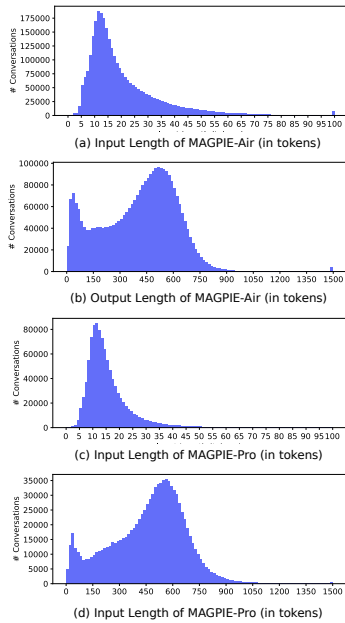 # Conversations
175000
150000
125000
100000
75000
50000
25000
0
0 5 10 15 20 25 30 35 40 45 50 55 60 65 70 75 80 85 90 95 100
(a) Input Length of MAGPIE-Air (in tokens)
# Conversations
100000
80000
60000
40000
20000
0
0 150 300 450 600 750 900 1050 1200 1350 1500
(b) Output Length of MAGPIE-Air (in tokens)
# Conversations
80000
60000
40000
20000
0
0 5 10 15 20 25 30 35 40 45 50 55 60 65 70 75 80 85 90 95 100
(c) Input Length of MAGPIE-Pro (in tokens)
# Conversations
35000
30000
25000
20000
15000
10000
5000
0
0 150 300 450 600 750 900 1050 1200 1350 1500
(d) Input Length of MAGPIE-Pro (in tokens)